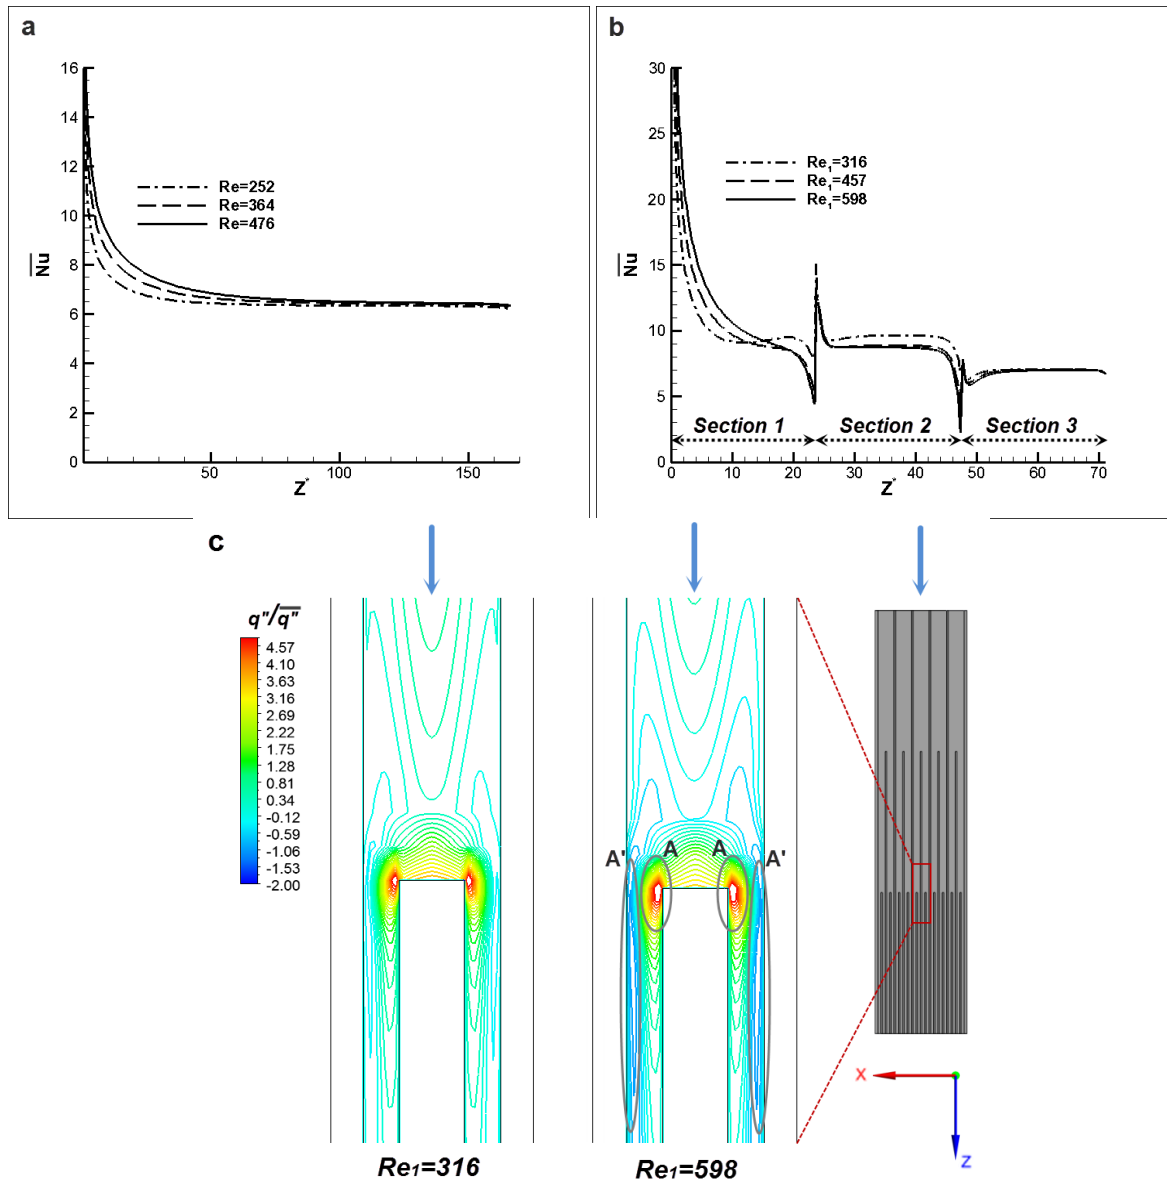 a
16
14
12
10
8
6
4
2
0
Nu
Re=252
Re=364
Re=476
50
100
150
Z*
b
30
25
20
15
10
5
0
Nu
Re1=316
Re1=457
Re1=598
Section 1
Section 2
Section 3
0
10
20
30
40
50
60
70
Z*
c
q"/q"
4.57
4.10
3.63
3.16
2.69
2.22
1.75
1.28
0.81
0.34
-0.12
-0.59
-1.06
-1.53
-2.00
A'
A
A
A'
X
Z
Re1=316
Re1=598